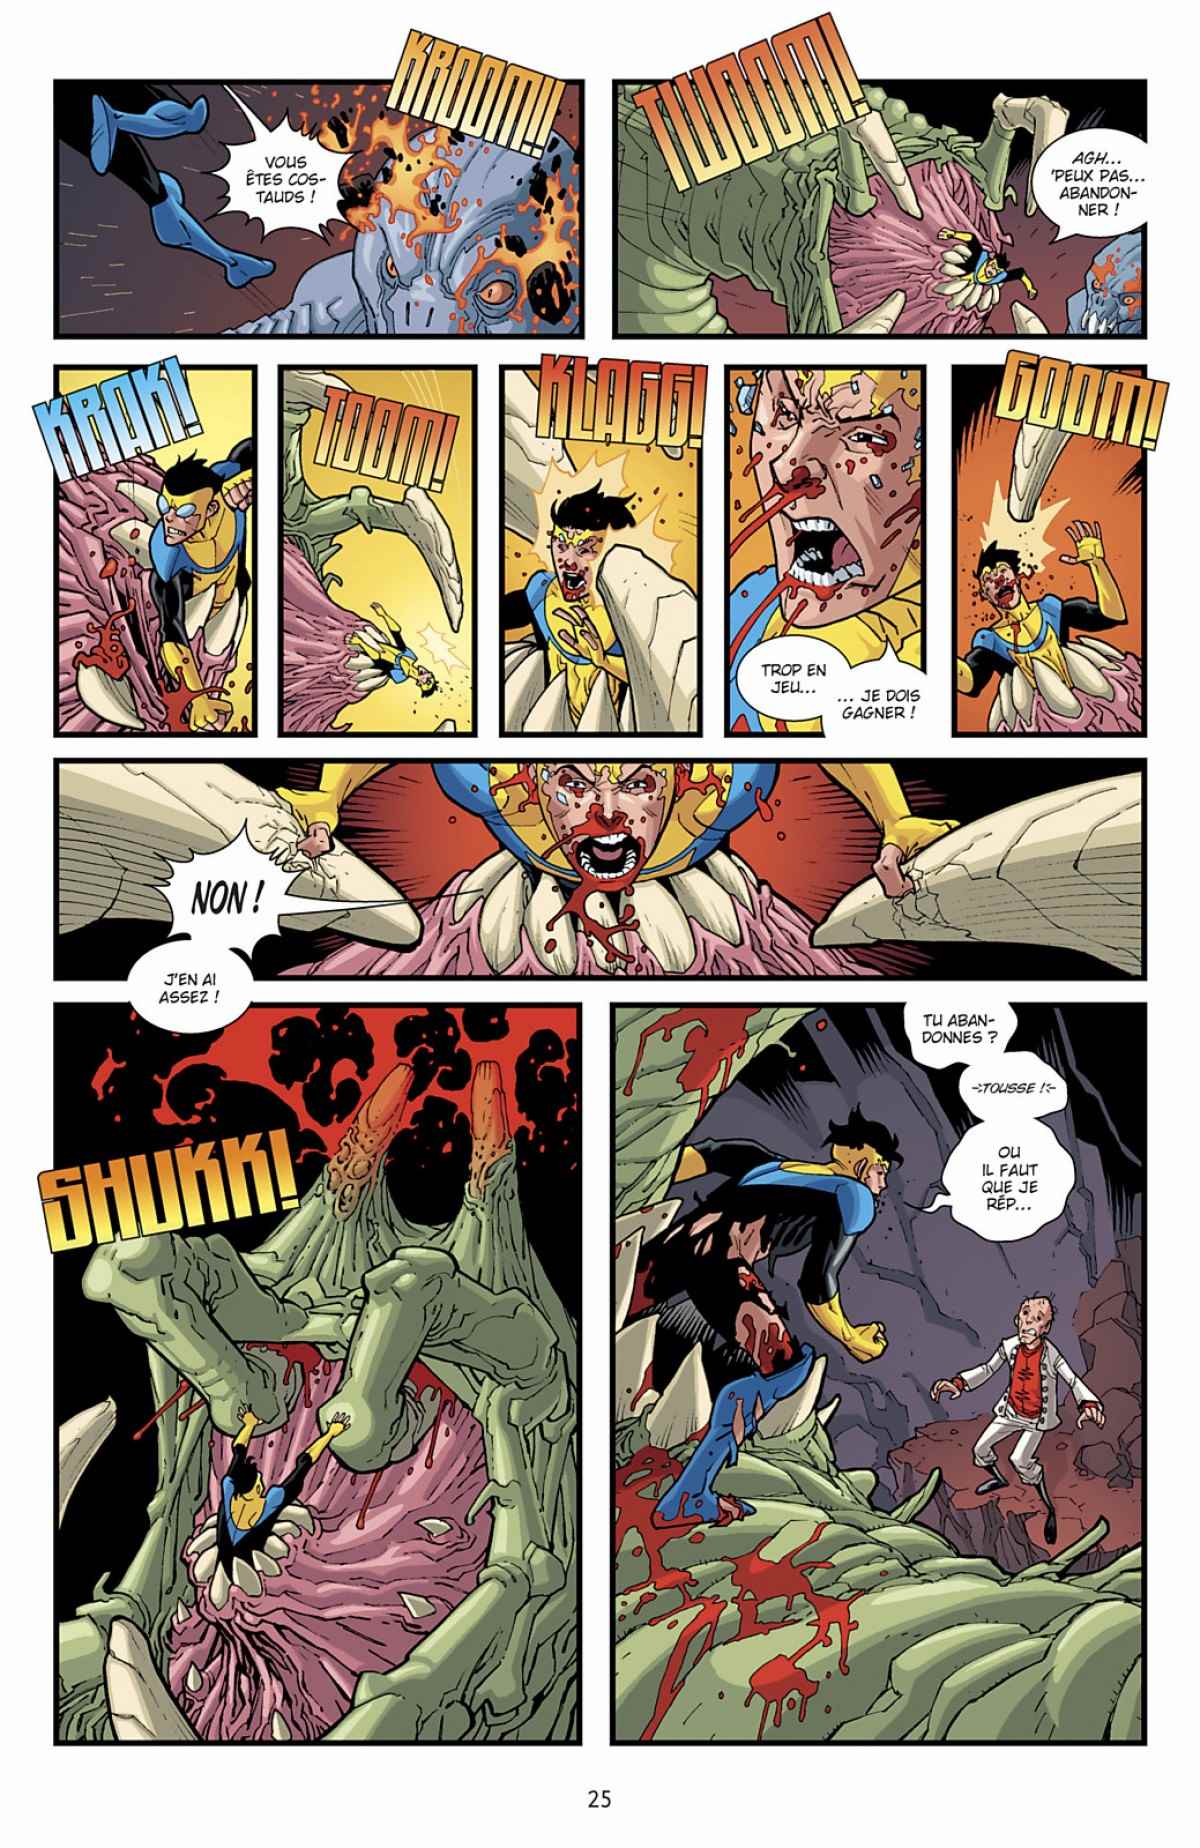 KROOM!!
VOUS
ÊTES COS-
TAUDS !
TWOOM!
AGH...
'PEUX PAS...
ABANDON-
NER !
KRAK!
TOOM!
KLAGG!
TROP EN
JEU...
... JE DOIS
GAGNER !
GOOM!
NON !
J'EN AI
ASSEZ !
SHUKK!
TU ABAN-
DONNES ?
-TOUSSE !-
OU
IL FAUT
QUE JE
RÉP...
25